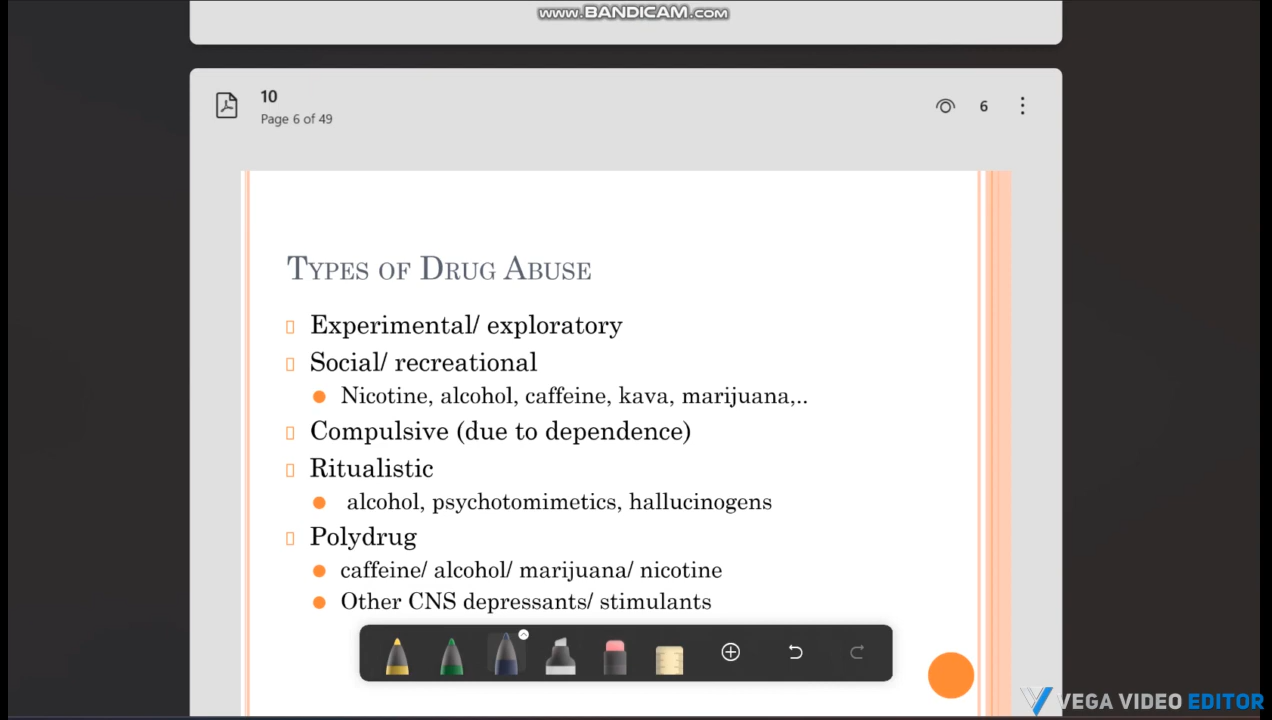 www.BANDICAM.com
10
Page 6 of 49
6
Types of Drug Abuse
Experimental/ exploratory
Social/ recreational
Nicotine, alcohol, caffeine, kava, marijuana,..
Compulsive (due to dependence)
Ritualistic
alcohol, psychotomimetics, hallucinogens
Polydrug
caffeine/ alcohol/ marijuana/ nicotine
Other CNS depressants/ stimulants
VEGA VIDEO EDITOR